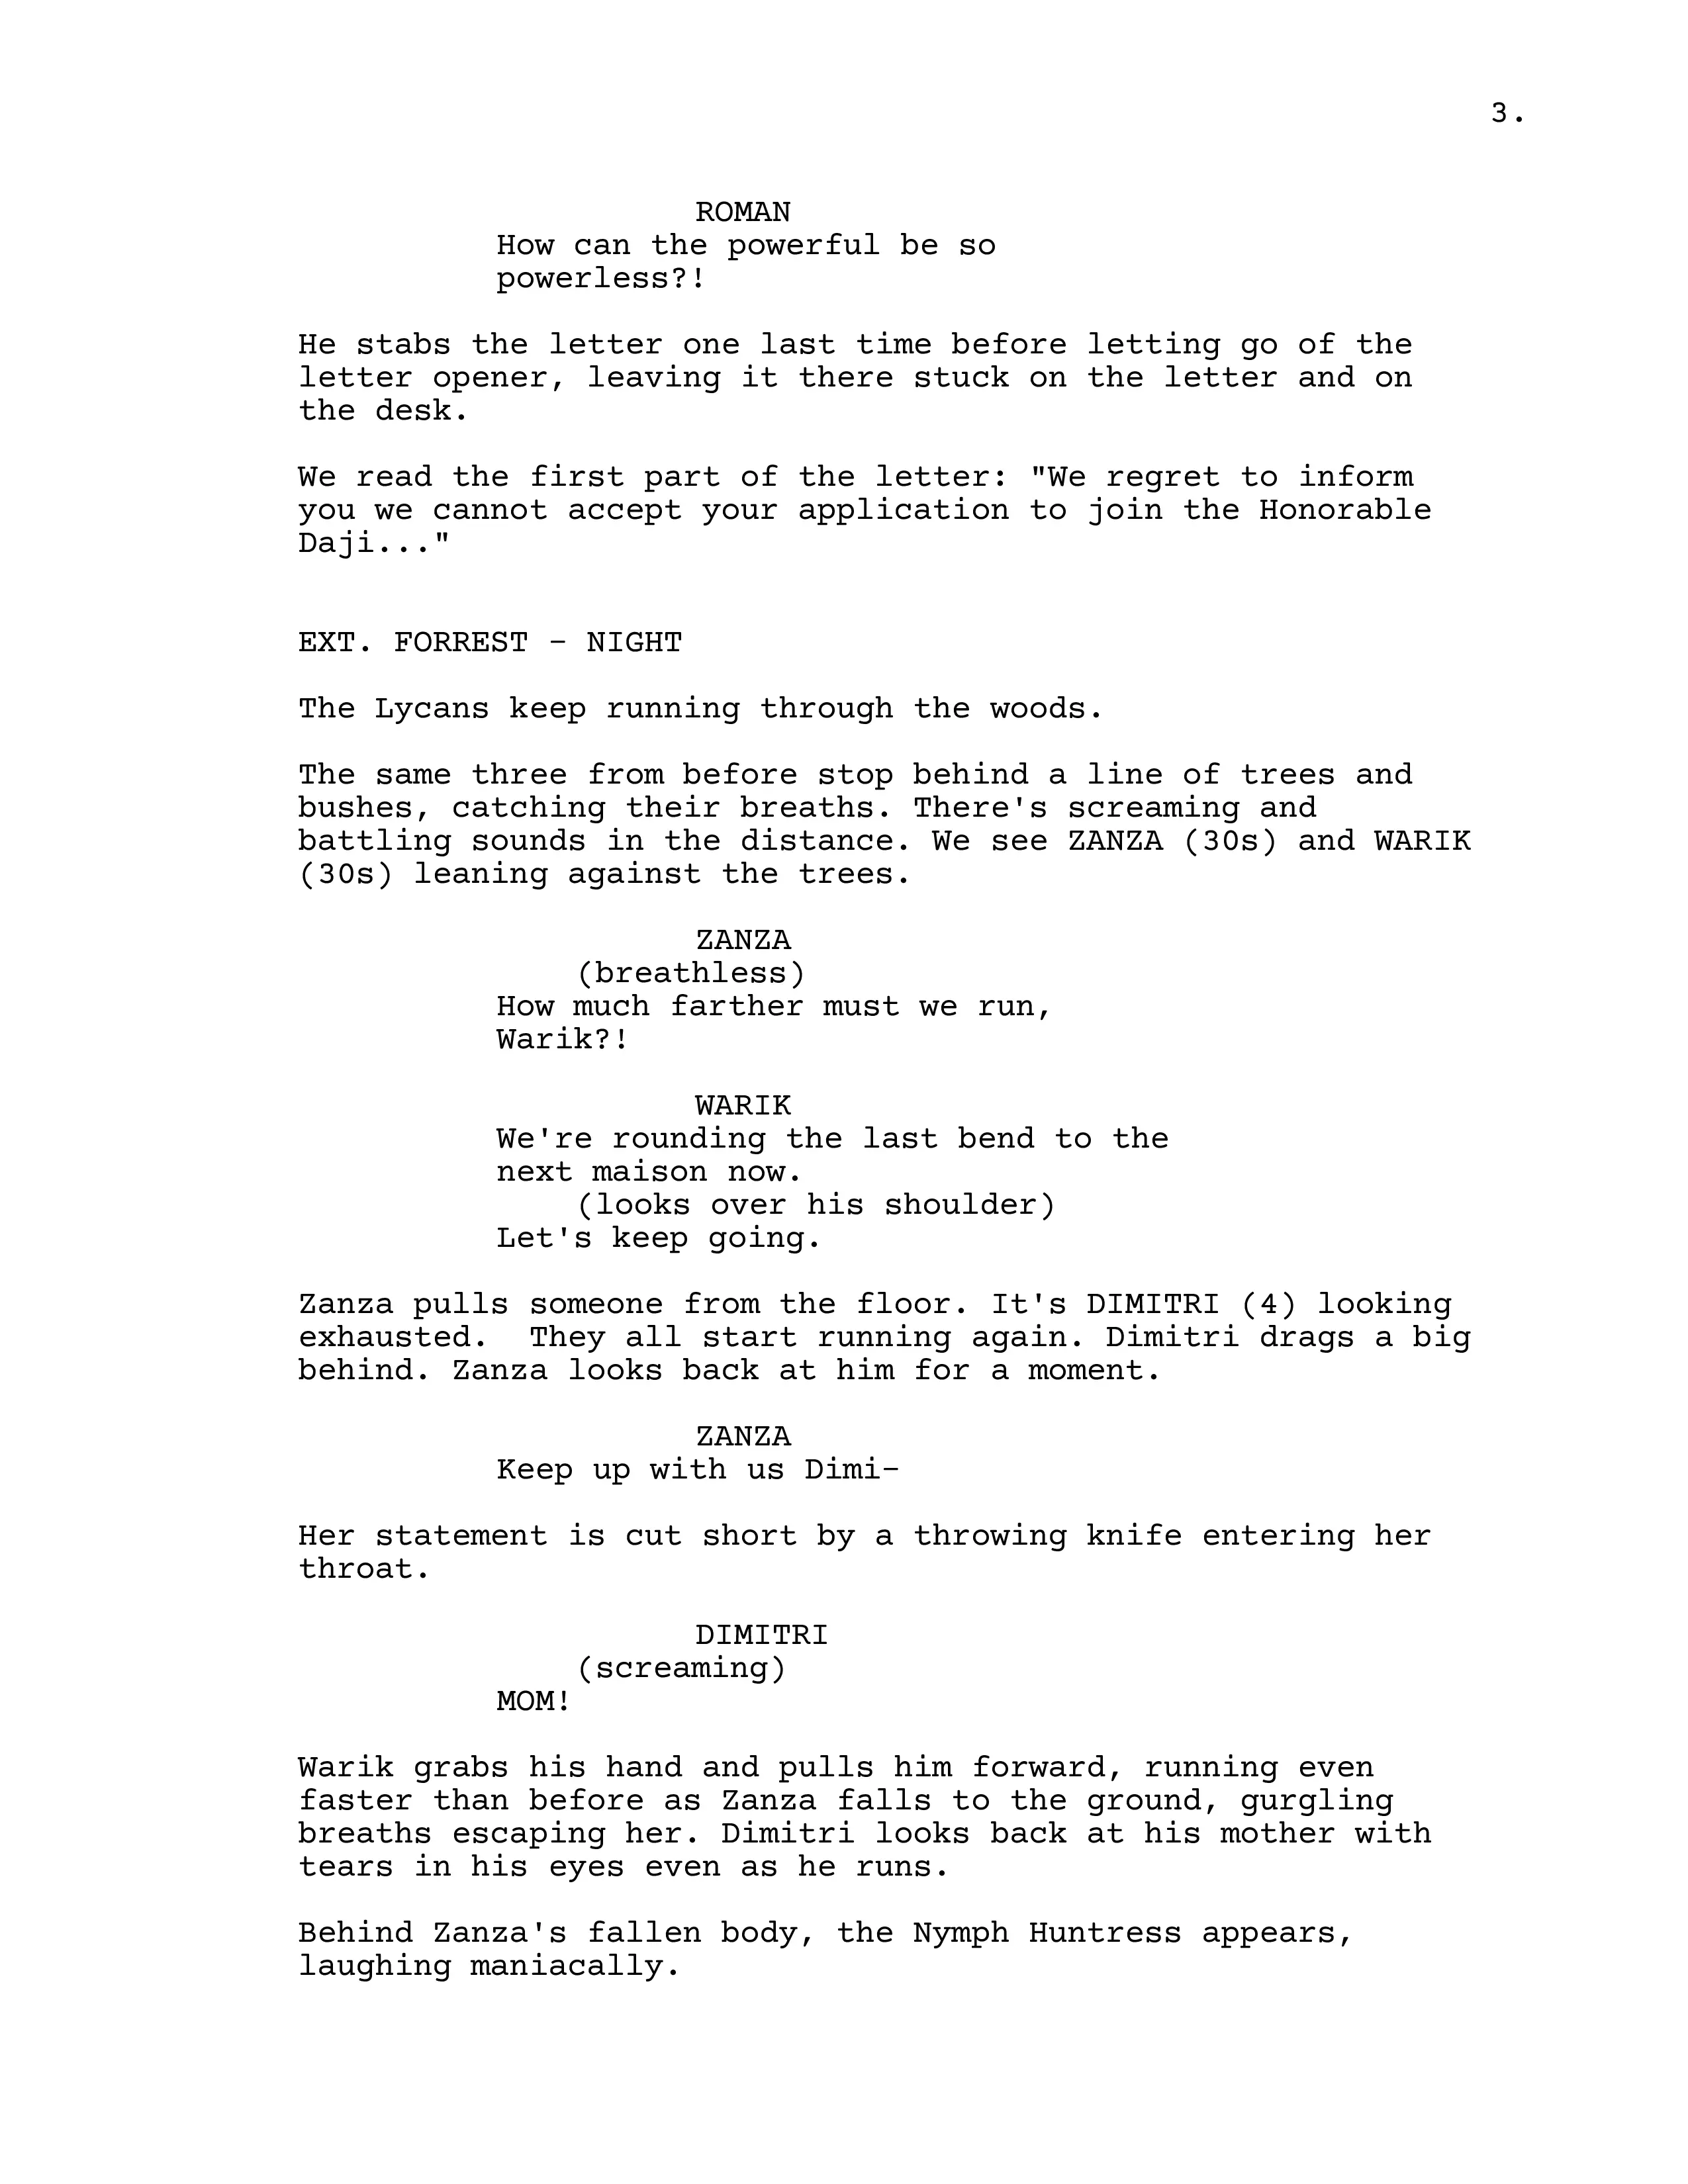 3.
ROMAN
How can the powerful be so
powerless?!
He stabs the letter one last time before letting go of the
letter opener, leaving it there stuck on the letter and on
the desk.
We read the first part of the letter: "We regret to inform
you we cannot accept your application to join the Honorable
Daji..."
EXT. FORREST - NIGHT
The Lycans keep running through the woods.
The same three from before stop behind a line of trees and
bushes, catching their breaths. There's screaming and
battling sounds in the distance. We see ZANZA (30s) and WARIK
(30s) leaning against the trees.
ZANZA
(breathless)
How much farther must we run,
Warik?!
WARIK
We're rounding the last bend to the
next maison now.
(looks over his shoulder)
Let's keep going.
Zanza pulls someone from the floor. It's DIMITRI (4) looking
exhausted.  They all start running again. Dimitri drags a big
behind. Zanza looks back at him for a moment.
ZANZA
Keep up with us Dimi-
Her statement is cut short by a throwing knife entering her
throat.
DIMITRI
(screaming)
MOM!
Warik grabs his hand and pulls him forward, running even
faster than before as Zanza falls to the ground, gurgling
breaths escaping her. Dimitri looks back at his mother with
tears in his eyes even as he runs.
Behind Zanza's fallen body, the Nymph Huntress appears,
laughing maniacally.